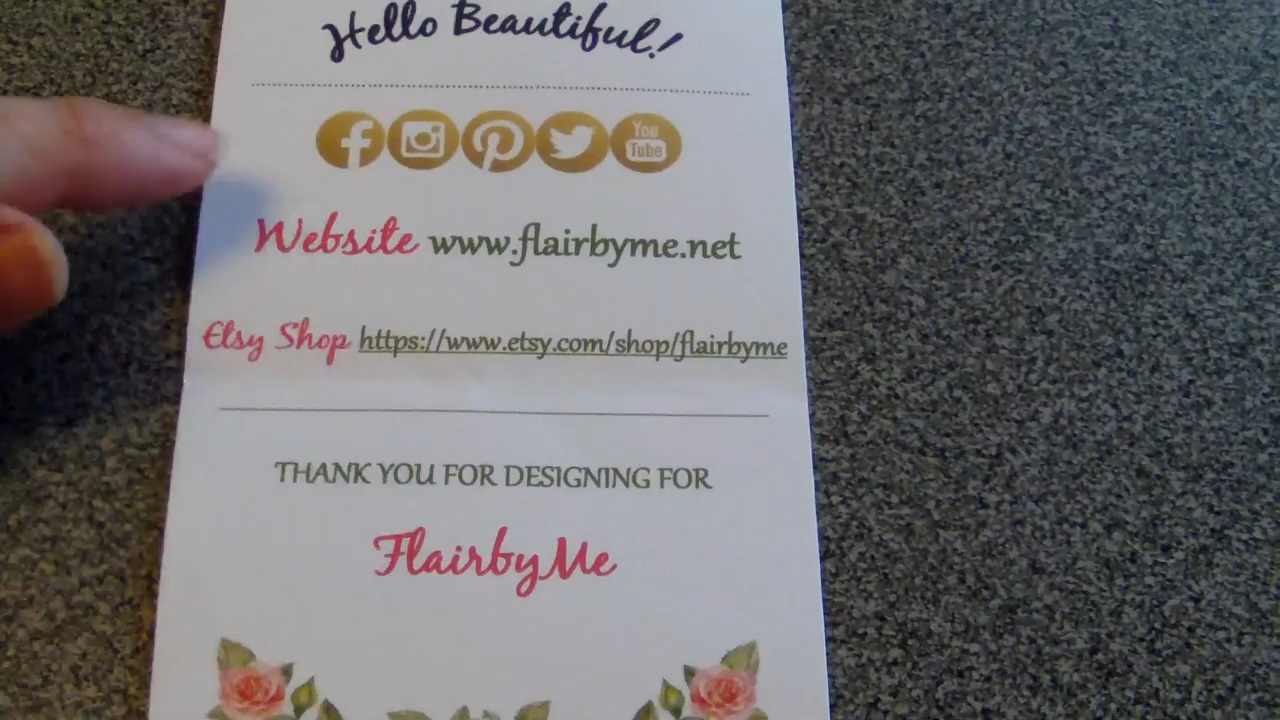 Hello Beautiful!
You
Tube
Website www.flairbyme.net
Etsy Shop https://www.etsy.com/shop/flairbyme
THANK YOU FOR DESIGNING FOR
FlairbyMe